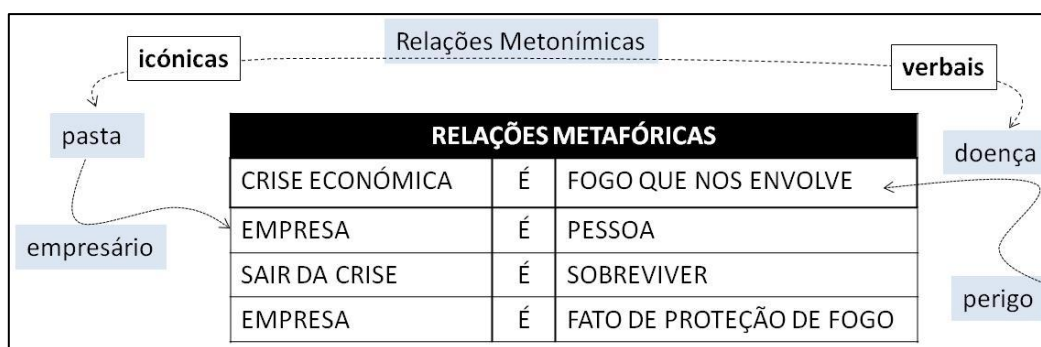 Relações Metonímicas
icónicas
verbais
pasta
doença
empresário
perigo
RELAÇÕES METAFÓRICAS
CRISE ECONÓMICA É FOGO QUE NOS ENVOLVE
EMPRESA É PESSOA
SAIR DA CRISE É SOBREVIVER
EMPRESA É FATO DE PROTEÇÃO DE FOGO